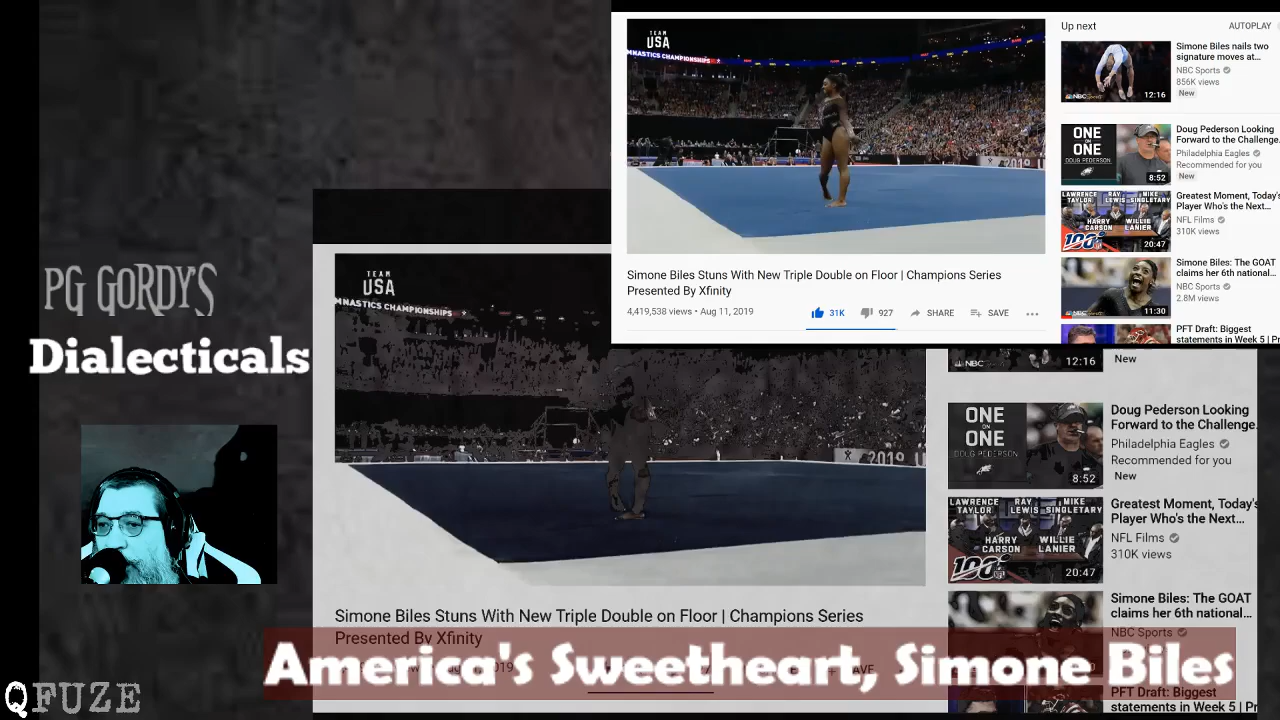 TEAM
USA
MNASTICS CHAMPIONSHIPS
2019 U
Simone Biles Stuns With New Triple Double on Floor | Champions Series
Presented By Xfinity
4,419,538 views • Aug 11, 2019
31K
927
SHARE
SAVE
Up next
AUTOPLAY
NBC Sports
12:16
Simone Biles nails two
signature moves at...
NBC Sports
856K views
New
ONE
ON
ONE
DOUG PEDERSON
8:52
Doug Pederson Looking
Forward to the Challenge.
Philadelphia Eagles
Recommended for you
New
LAWRENCE TAYLOR
RAY LEWIS
MIKE SINGLETARY
HARRY CARSON
WILLIE LANIER
100
20:47
Greatest Moment, Today's
Player Who's the Next...
NFL Films
310K views
11:30
Simone Biles: The GOAT
claims her 6th national...
NBC Sports
2.8M views
PFT Draft: Biggest
statements in Week 5 | Pr
PG GORDY'S
Dialecticals
TEAM
USA
MNASTICS CHAMPIONSHIPS
2019 U.
Simone Biles Stuns With New Triple Double on Floor | Champions Series
Presented By Xfinity
2019
SAVE
NBC
12:16
New
ONE
ON
ONE
DOUG PEDERSON
8:52
Doug Pederson Looking
Forward to the Challenge.
Philadelphia Eagles
Recommended for you
New
LAWRENCE TAYLOR
RAY LEWIS
MIKE SINGLETARY
HARRY CARSON
WILLIE LANIER
100
20:47
Greatest Moment, Today's
Player Who's the Next...
NFL Films
310K views
Simone Biles: The GOAT
claims her 6th national...
NBC Sports
PFT Draft: Biggest
statements in Week 5 | Pr
America's Sweetheart, Simone Biles
QFUZE